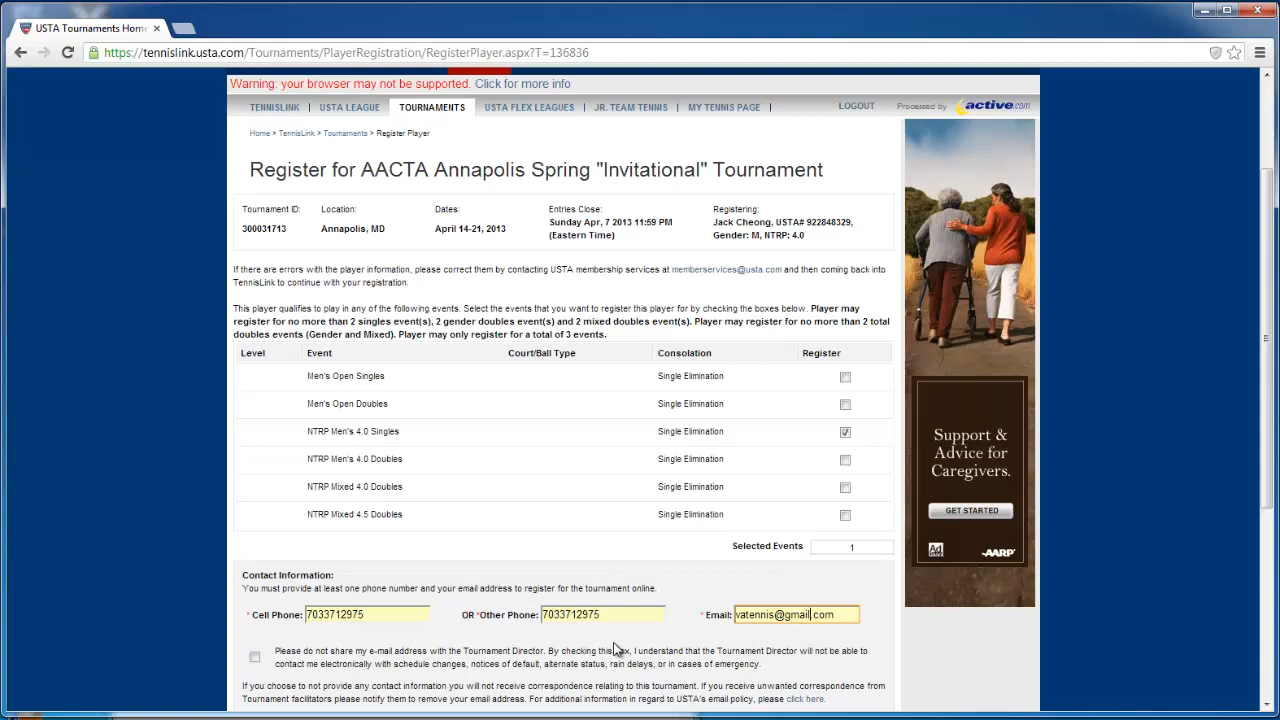 USTA Tournaments Home
https://tennislink.usta.com/Tournaments/PlayerRegistration/RegisterPlayer.aspx?T=136836
Warning: your browser may not be supported. Click for more info
TENNISLINK | USTA LEAGUE | TOURNAMENTS USTA FLEX LEAGUES | JR. TEAM TENNIS | MY TENNIS PAGE | LOGOUT Processed by active.com
Home > TennisLink > Tournaments > Register Player
Register for AACTA Annapolis Spring "Invitational" Tournament
Tournament ID: Location: Dates: Entries Close: Registering:
300031713 Annapolis, MD April 14-21, 2013 Sunday Apr, 7 2013 11:59 PM (Eastern Time) Jack Cheong, USTA# 922848329, Gender: M, NTRP: 4.0
If there are errors with the player information, please correct them by contacting USTA membership services at memberservices@usta.com and then coming back into
TennisLink to continue with your registration.
This player qualifies to play in any of the following events. Select the events that you want to register this player for by checking the boxes below. Player may
register for no more than 2 singles event(s), 2 gender doubles event(s) and 2 mixed doubles event(s). Player may register for no more than 2 total
doubles events (Gender and Mixed). Player may only register for a total of 3 events.
Level Event Court/Ball Type Consolation Register
Men's Open Singles Single Elimination
Men's Open Doubles Single Elimination
NTRP Men's 4.0 Singles Single Elimination
NTRP Men's 4.0 Doubles Single Elimination
NTRP Mixed 4.0 Doubles Single Elimination
NTRP Mixed 4.5 Doubles Single Elimination
Selected Events 1
Contact Information:
You must provide at least one phone number and your email address to register for the tournament online.
* Cell Phone: 7033712975 OR *Other Phone: 7033712975 * Email: vatennis@gmail.com
Please do not share my e-mail address with the Tournament Director. By checking this box, I understand that the Tournament Director will not be able to
contact me electronically with schedule changes, notices of default, alternate status, rain delays, or in cases of emergency.
If you choose to not provide any contact information you will not receive correspondence relating to this tournament. If you receive unwanted correspondence from
Tournament facilitators please notify them to remove your email address. For additional information in regard to USTA's email policy, please click here.
Support &
Advice for
Caregivers.
GET STARTED
Ad
AARP